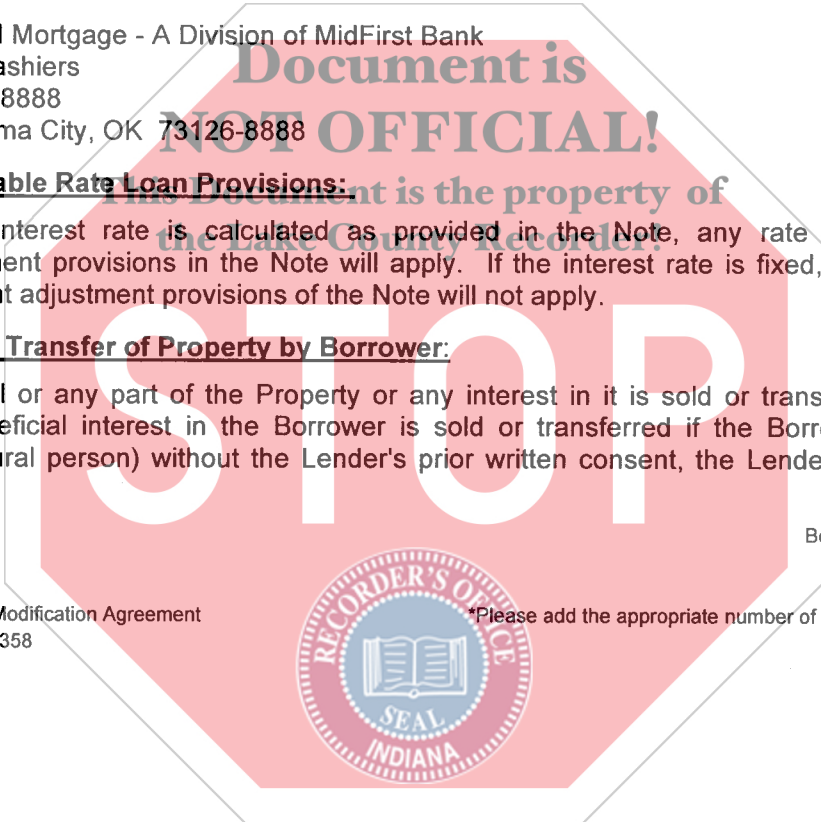 l Mortgage - A Division of MidFirst Bank
ashiers
8888
ma City, OK 73126-8888
Document is
NOT OFFICIAL!
This Document is the property of
the Lake County Recorder!
able Rate Loan Provisions:
nterest rate is calculated as provided in the Note, any rate
ent provisions in the Note will apply. If the interest rate is fixed,
t adjustment provisions of the Note will not apply.
STOP
Transfer of Property by Borrower:
l or any part of the Property or any interest in it is sold or trans
eficial interest in the Borrower is sold or transferred if the Borr
ural person) without the Lender's prior written consent, the Lende
Bo
RECORDER'S OFFICE
SEAL
INDIANA
Modification Agreement
*Please add the appropriate number of
358